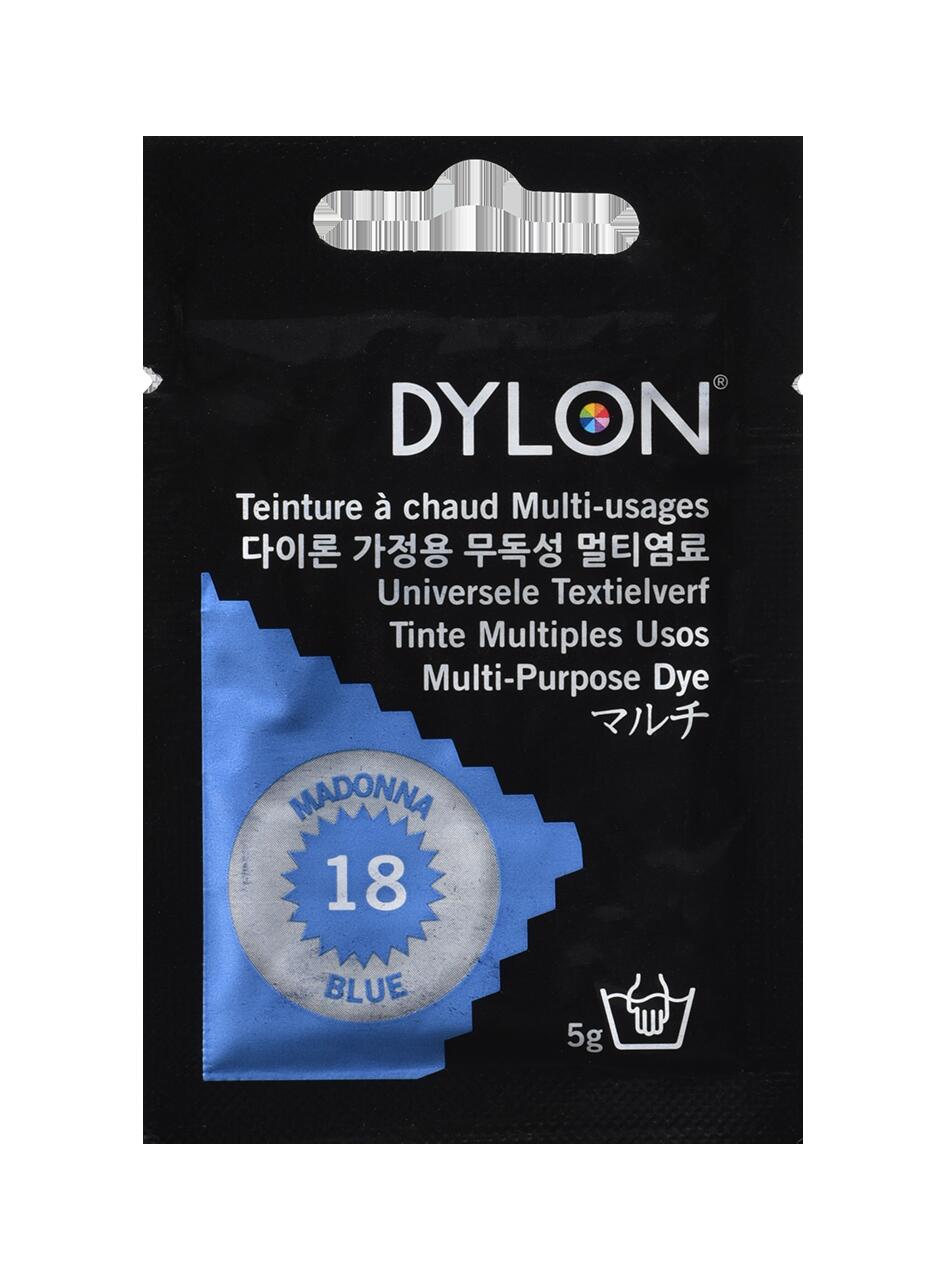 DYLON®
Teinture à chaud Multi-usages
다이론 가정용 무독성 멀티염료
Universele Textielverf
Tinte Multiples Usos
Multi-Purpose Dye
マルチ
MADONNA
18
BLUE
5g